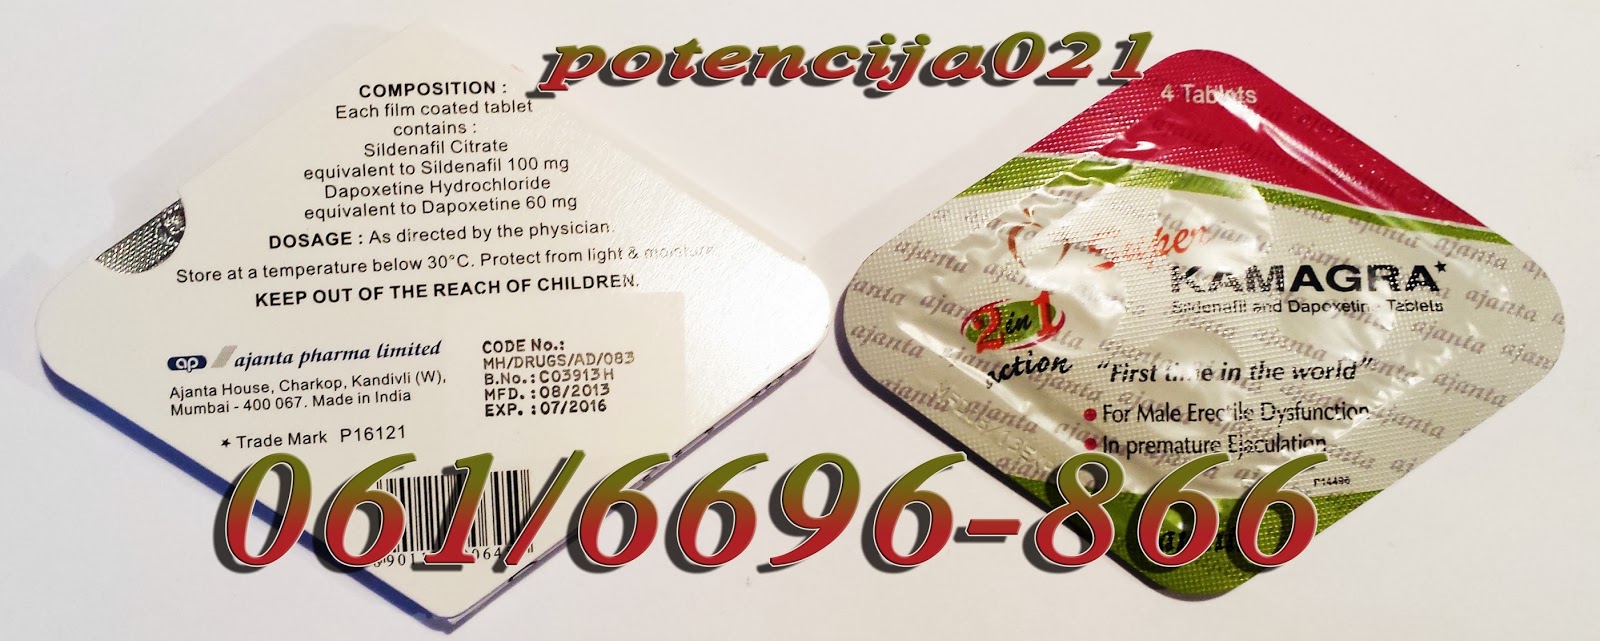 potencija021
COMPOSITION :
Each film coated tablet
contains :
Sildenafil Citrate
equivalent to Sildenafil 100 mg
Dapoxetine Hydrochloride
equivalent to Dapoxetine 60 mg
DOSAGE : As directed by the physician.
Store at a temperature below 30°C. Protect from light & moisture.
KEEP OUT OF THE REACH OF CHILDREN.
ap ajanta pharma limited
Ajanta House, Charkop, Kandivli (W),
Mumbai - 400 067. Made in India
★ Trade Mark P16121
CODE No.:
MH/DRUGS/AD/083
B.No.: C03913H
MFD. : 08/2013
EXP. : 07/2016
4 Tablets
Super
KAMAGRA★
Sildenafil and Dapoxetine Tablets
2 in 1
action
"First time in the world"
● For Male Erectile Dysfunction
● In premature Ejaculation
P14496
061/6696-866